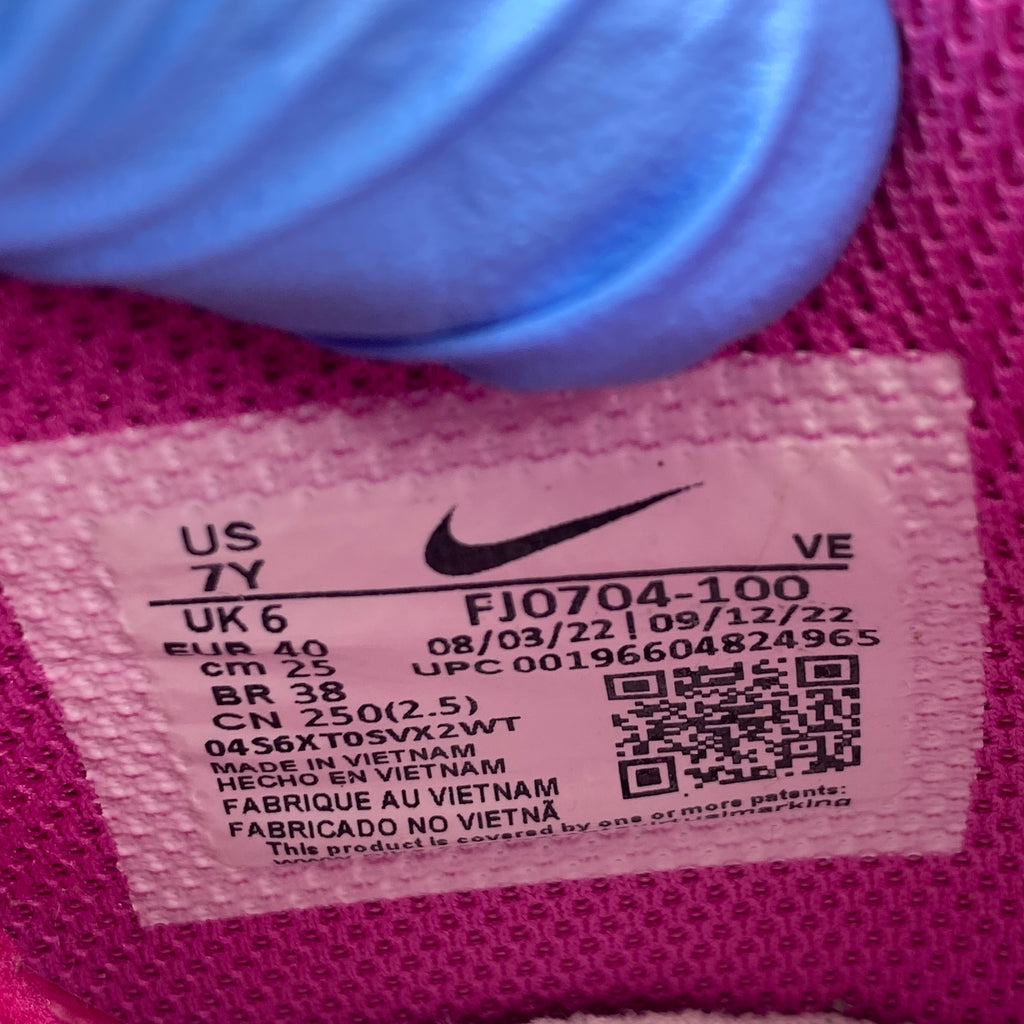 US
7Y
VE
UK 6
FJ0704-100
EUR 40
08/03/22 | 09/12/22
cm 25
UPC 00196604824965
BR 38
CN 250(2.5)
04S6XT0SVX2WT
MADE IN VIETNAM
HECHO EN VIETNAM
FABRIQUE AU VIETNAM
FABRICADO NO VIETNÃ
This product is covered by one or more patents: